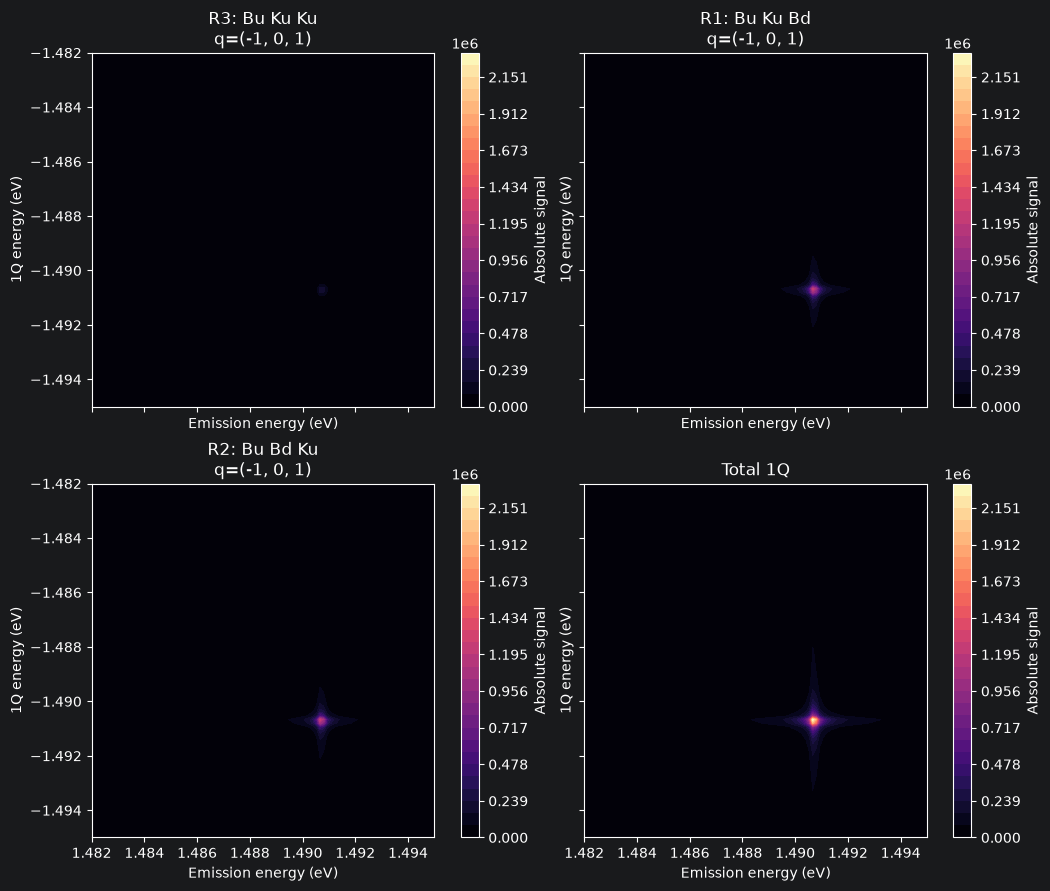 R3: Bu Ku Ku
q=(-1, 0, 1)
1e6
−1.482
−1.484
−1.486
−1.488
−1.490
−1.492
−1.494
1Q energy (eV)
Emission energy (eV)
2.151
1.912
1.673
1.434
1.195
0.956
0.717
0.478
0.239
0.000
Absolute signal
R1: Bu Ku Bd
q=(-1, 0, 1)
1e6
1Q energy (eV)
Emission energy (eV)
2.151
1.912
1.673
1.434
1.195
0.956
0.717
0.478
0.239
0.000
Absolute signal
R2: Bu Bd Ku
q=(-1, 0, 1)
1e6
−1.482
−1.484
−1.486
−1.488
−1.490
−1.492
−1.494
1Q energy (eV)
1.482 1.484 1.486 1.488 1.490 1.492 1.494
Emission energy (eV)
2.151
1.912
1.673
1.434
1.195
0.956
0.717
0.478
0.239
0.000
Absolute signal
Total 1Q
1e6
1Q energy (eV)
1.482 1.484 1.486 1.488 1.490 1.492 1.494
Emission energy (eV)
2.151
1.912
1.673
1.434
1.195
0.956
0.717
0.478
0.239
0.000
Absolute signal